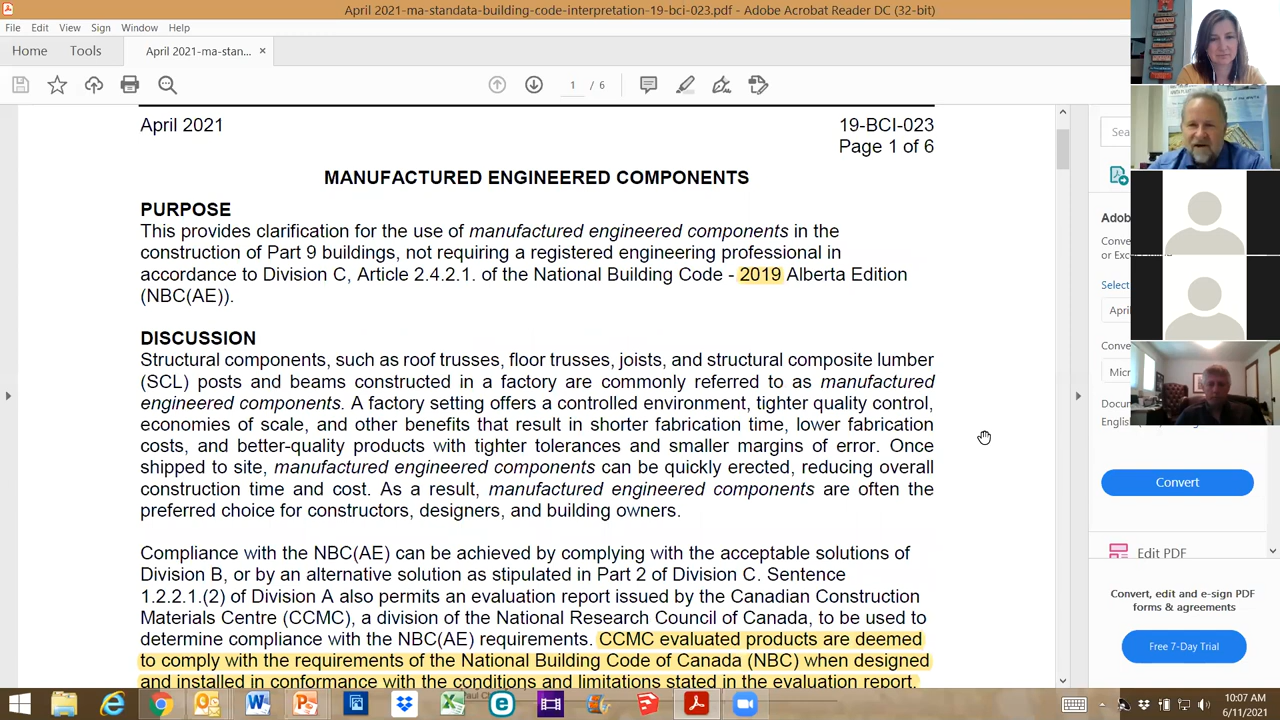 April 2021-ma-standata-building-code-interpretation-19-bci-023.pdf - Adobe Acrobat Reader DC (32-bit)
File Edit View Sign Window Help
Home Tools April 2021-ma-stan... ×
1 / 6
April 2021 19-BCI-023
Page 1 of 6
MANUFACTURED ENGINEERED COMPONENTS
PURPOSE
This provides clarification for the use of manufactured engineered components in the
construction of Part 9 buildings, not requiring a registered engineering professional in
accordance to Division C, Article 2.4.2.1. of the National Building Code - 2019 Alberta Edition
(NBC(AE)).
DISCUSSION
Structural components, such as roof trusses, floor trusses, joists, and structural composite lumber
(SCL) posts and beams constructed in a factory are commonly referred to as manufactured
engineered components. A factory setting offers a controlled environment, tighter quality control,
economies of scale, and other benefits that result in shorter fabrication time, lower fabrication
costs, and better-quality products with tighter tolerances and smaller margins of error. Once
shipped to site, manufactured engineered components can be quickly erected, reducing overall
construction time and cost. As a result, manufactured engineered components are often the
preferred choice for constructors, designers, and building owners.
Compliance with the NBC(AE) can be achieved by complying with the acceptable solutions of
Division B, or by an alternative solution as stipulated in Part 2 of Division C. Sentence
1.2.2.1.(2) of Division A also permits an evaluation report issued by the Canadian Construction
Materials Centre (CCMC), a division of the National Research Council of Canada, to be used to
determine compliance with the NBC(AE) requirements. CCMC evaluated products are deemed
to comply with the requirements of the National Building Code of Canada (NBC) when designed
and installed in conformance with the conditions and limitations stated in the evaluation report.
Sea
Adob
Conve
or Exc
Select
April
Conve
Micr
Docum
English
Convert
Edit PDF
Convert, edit and e-sign PDF
forms & agreements
Free 7-Day Trial
10:07 AM
6/11/2021